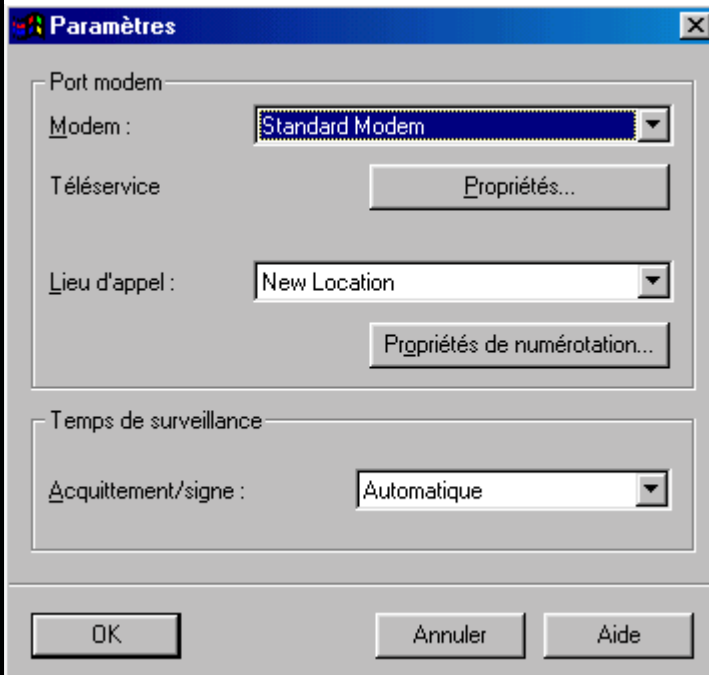 Paramètres
Port modem
Modem :
Standard Modem
Téléservice
Propriétés...
Lieu d'appel :
New Location
Propriétés de numérotation...
Temps de surveillance
Acquittement/signe :
Automatique
OK
Annuler
Aide